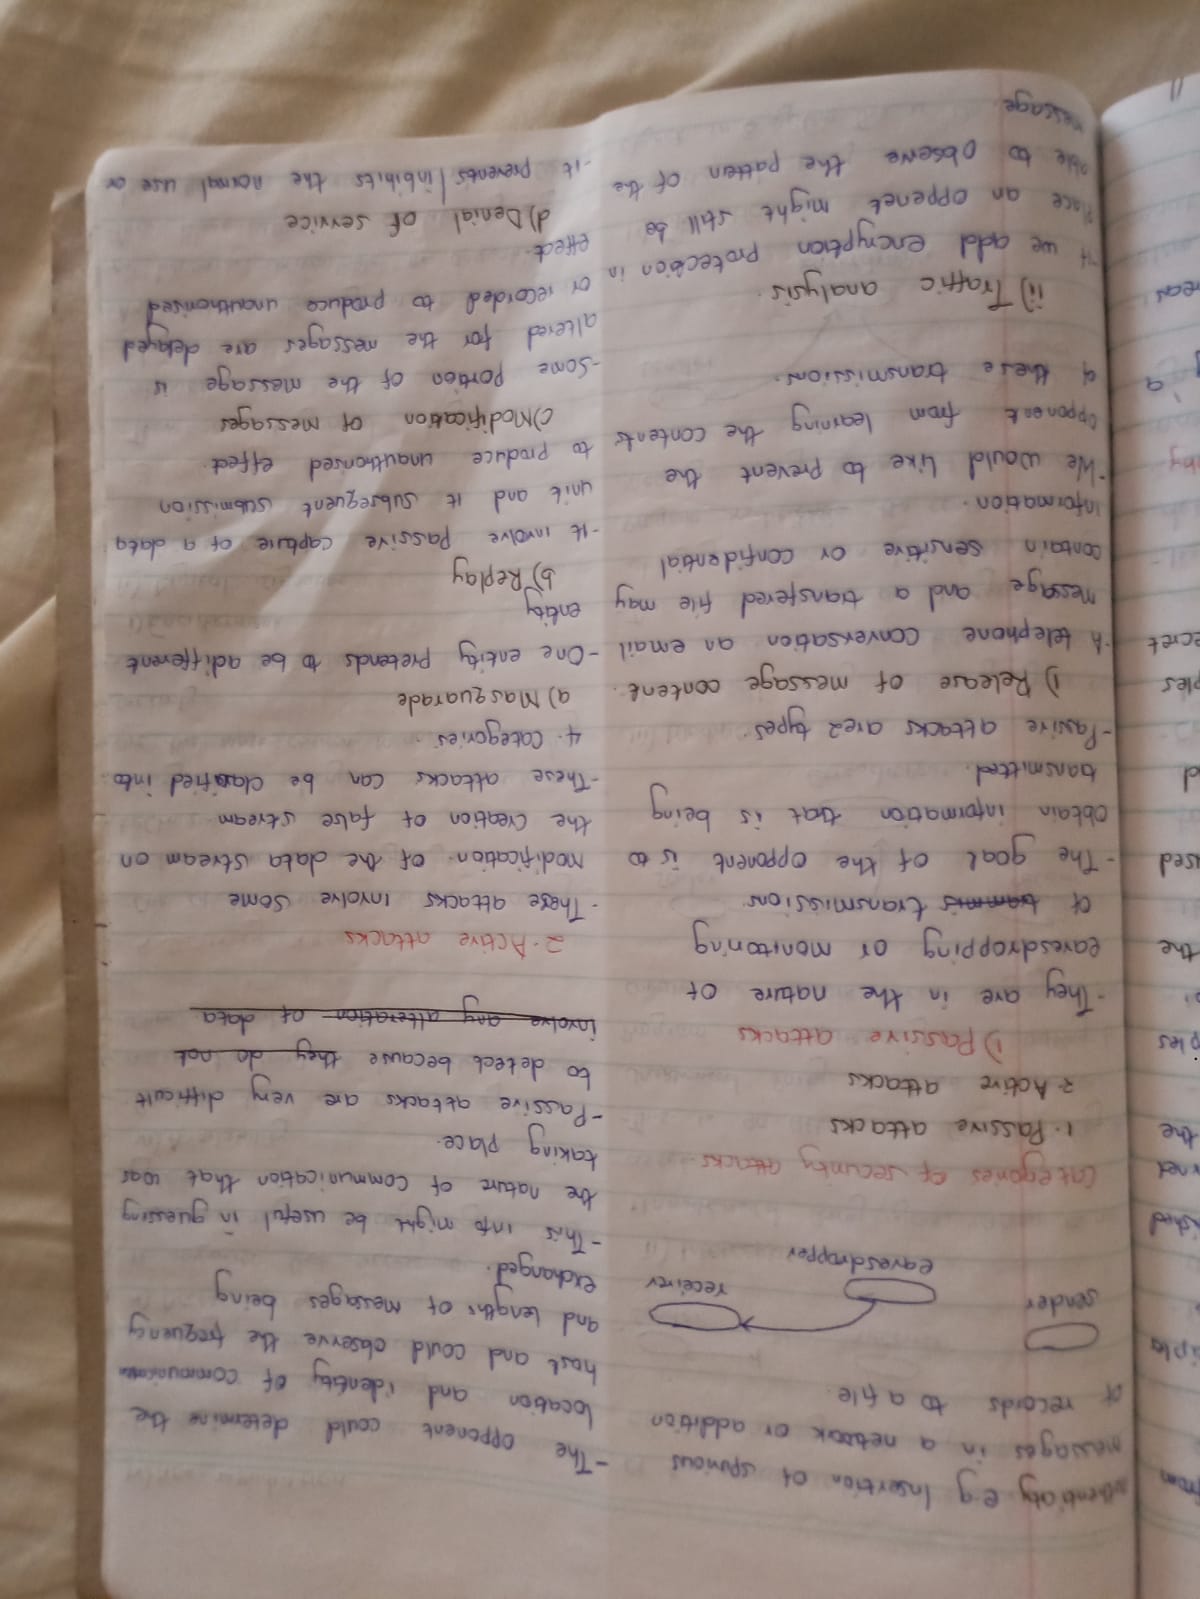 authenticity e.g Insertion of spurious
messages in a network or addition
of records to a file.
sender
receiver
eavesdropper
Categories of security attacks
1. Passive attacks
2. Active attacks
1) Passive attacks
- They are in the nature of
eavesdropping or monitoring
of transmissions
- The goal of the opponent is to
obtain information that is being
transmitted.
- Passive attacks are 2 types.
1) Release of message content.
- A telephone conversation an email
message and a transfered file may
contain sensitive or confidential
information.
- We would like to prevent the
opponent from learning the contents
of these transmissions.
ii) Traffic analysis.
If we add encryption protection in
place an oppenet might still be
able to observe the pattern of the
message
- The opponent could determine the
location and identity of
host and could observe the frequency
and lengths of messages being
exchanged.
- This info might be useful in guessing
the nature of communication that was
taking place.
- Passive attacks are very difficult
to detect because they do not
involve any alteration of data
2. Active attacks
- These attacks involve some
modification of the data stream or
the creation of false stream
- These attacks can be classified into
4 categories.
a) Masquarade
- One entity pretends to be a different
entity
b) Replay
- It involve passive capture of a data
unit and it subsequent submission
to produce unauthorised effect.
c) Modification of messages
- Some portion of the message is
altered for the messages are delayed
or recorded to produce unauthorised
effect.
d) Denial of service
- it prevents/inhibits the normal use or
secret
the
used
the
from